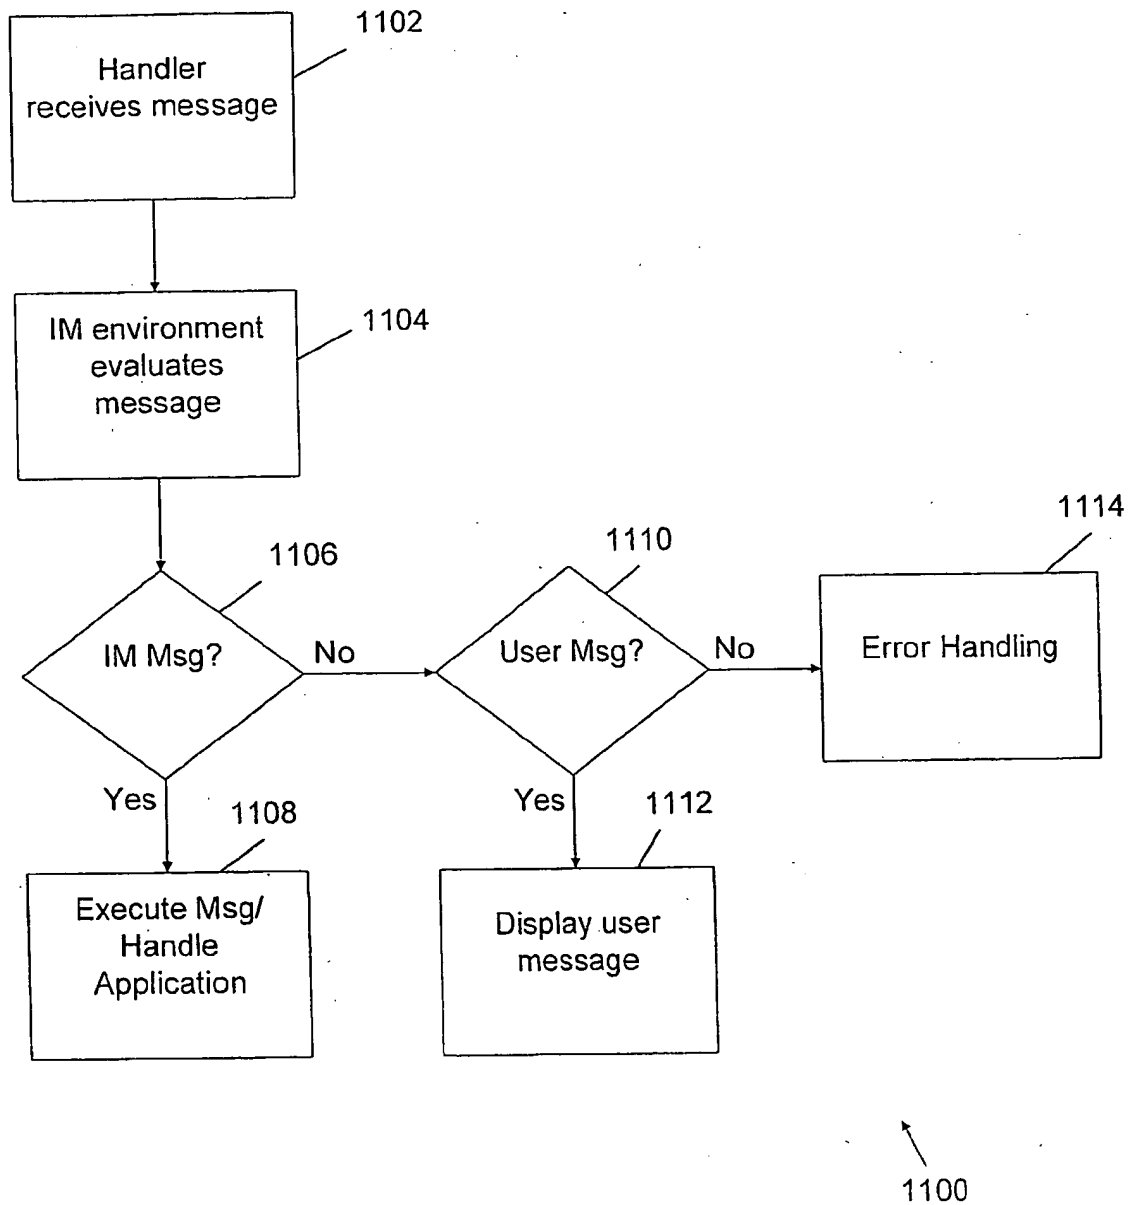 1102
Handler
receives message
1104
IM environment
evaluates
message
1106
IM Msg?
No
1110
User Msg?
No
1114
Error Handling
Yes
1108
Execute Msg/
Handle
Application
Yes
1112
Display user
message
1100